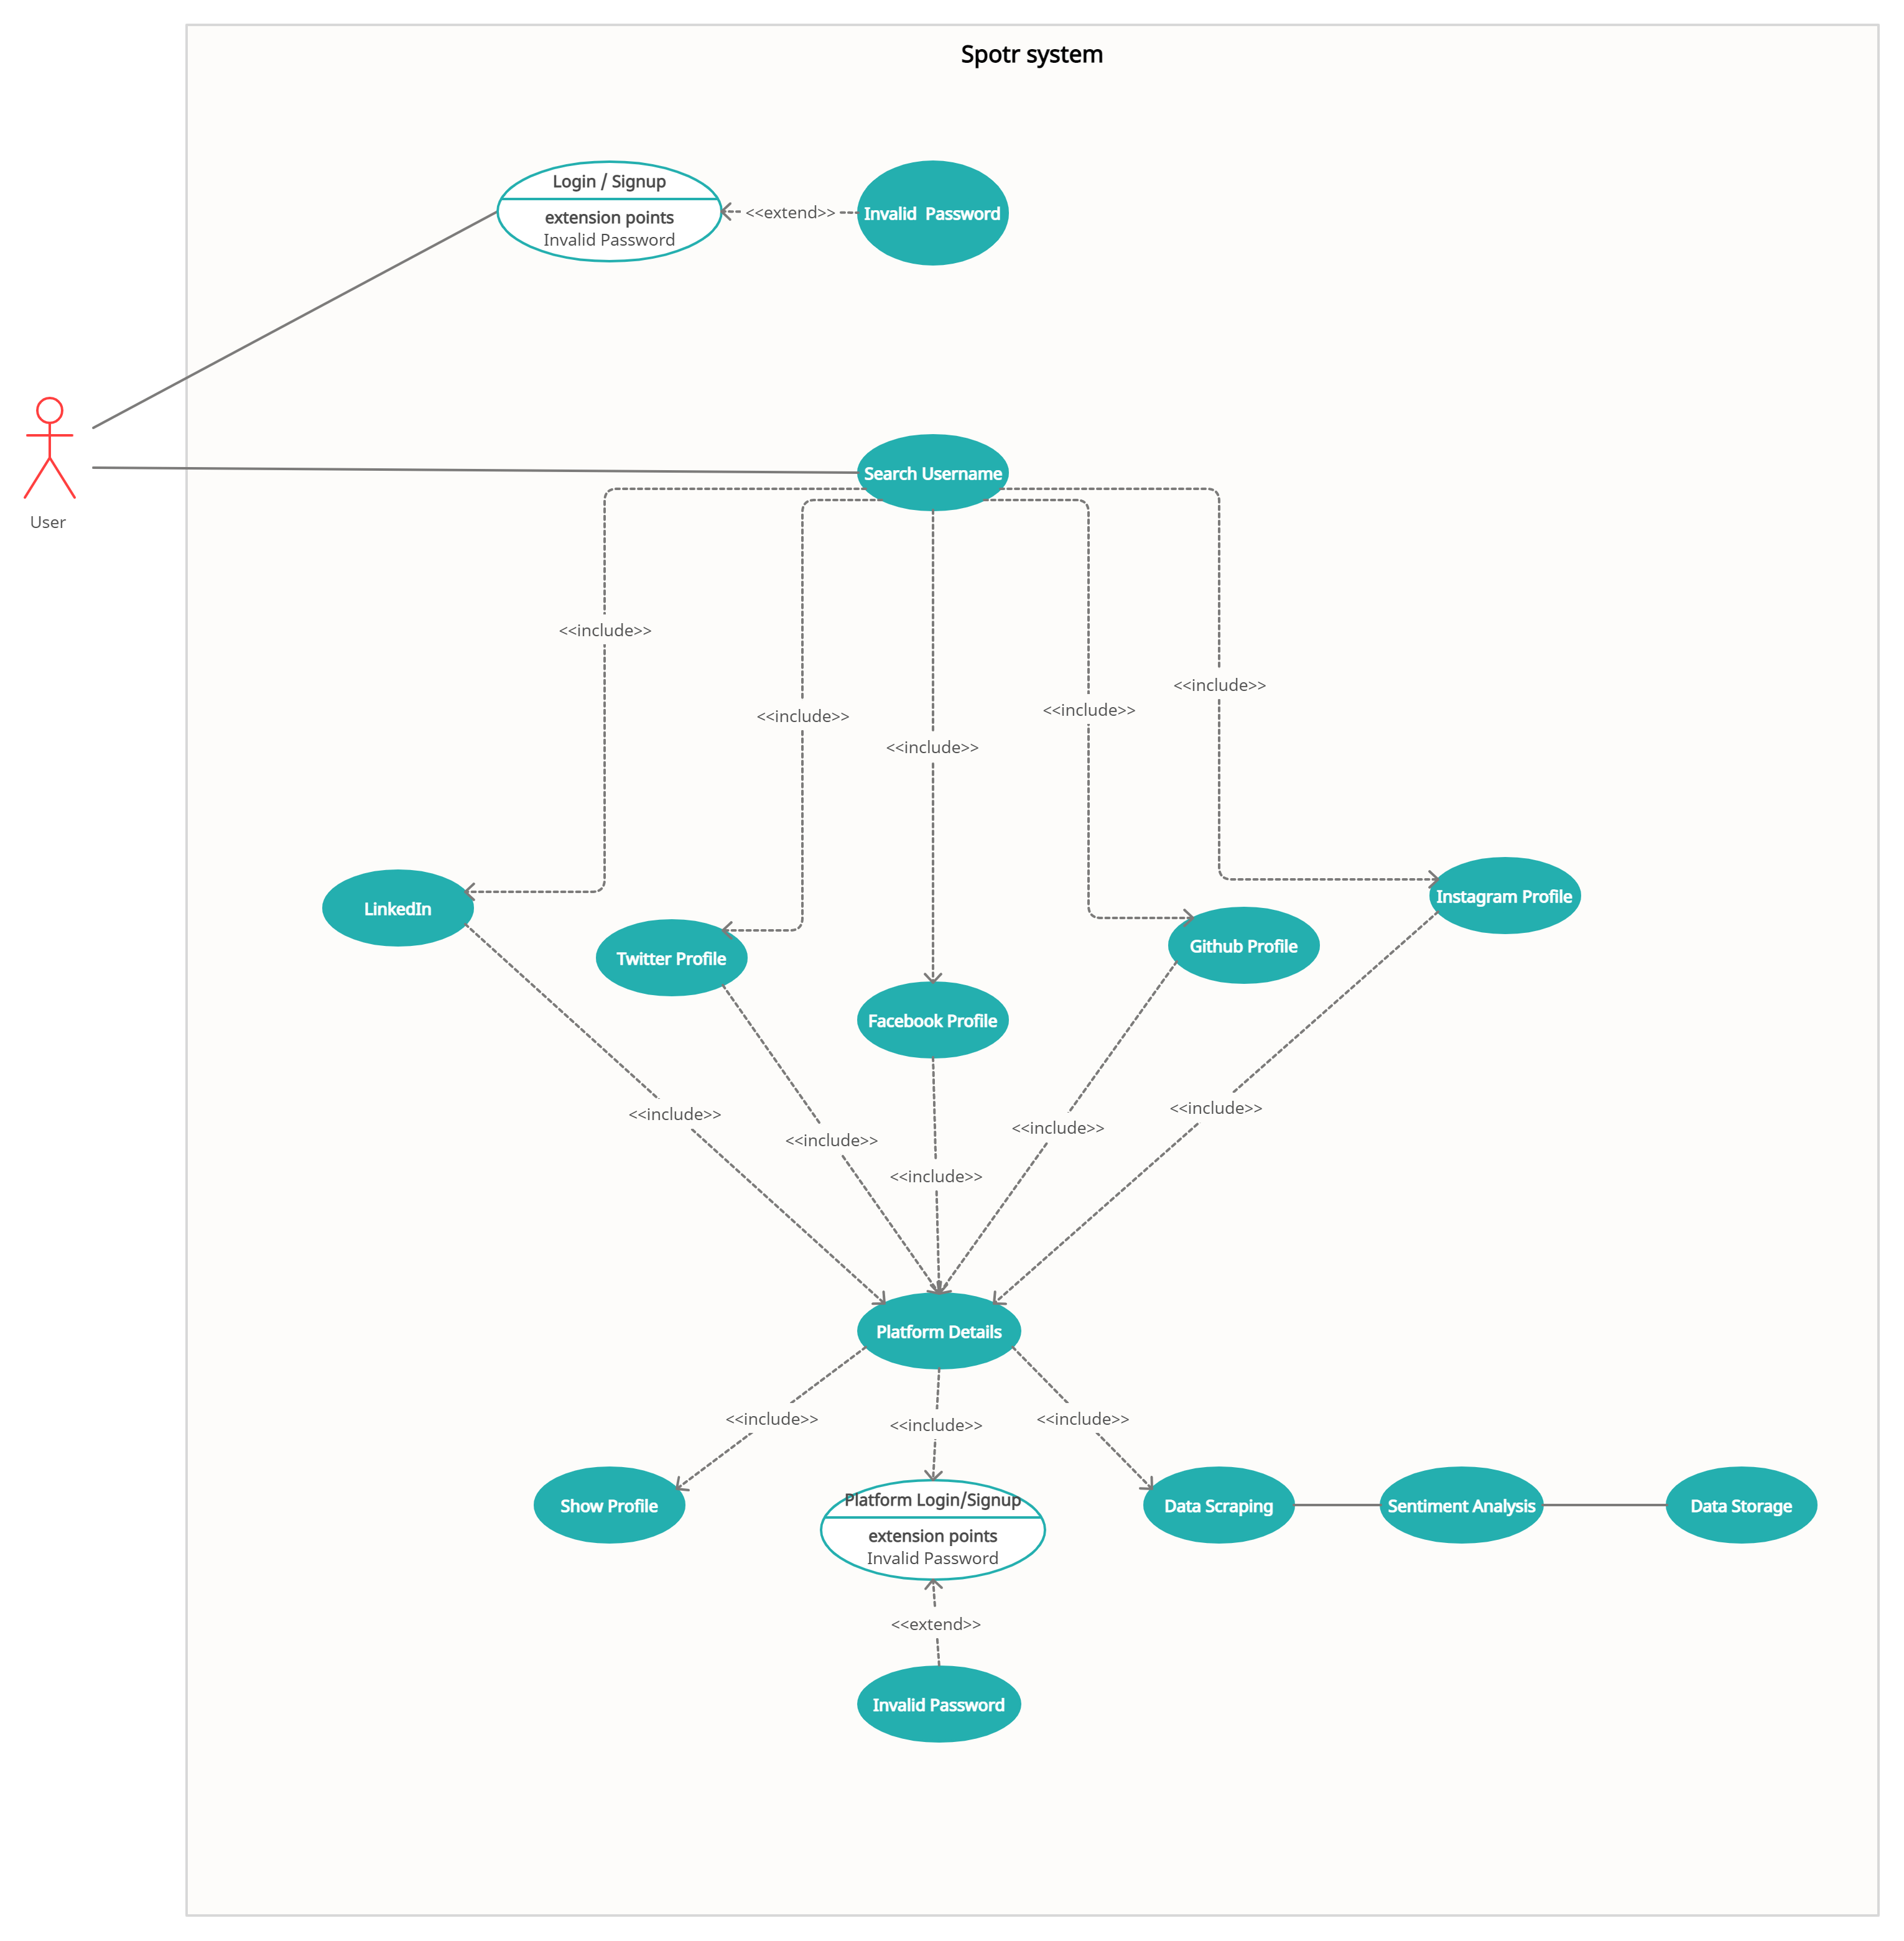 Spotr system
Login / Signup
extension points
Invalid Password
<<extend>>
Invalid  Password
User
Search Username
<<include>>
<<include>>
<<include>>
<<include>>
<<include>>
LinkedIn
Twitter Profile
Facebook Profile
Github Profile
Instagram Profile
<<include>>
<<include>>
<<include>>
<<include>>
<<include>>
Platform Details
<<include>>
<<include>>
<<include>>
Show Profile
Platform Login/Signup
extension points
Invalid Password
Data Scraping
Sentiment Analysis
Data Storage
<<extend>>
Invalid Password